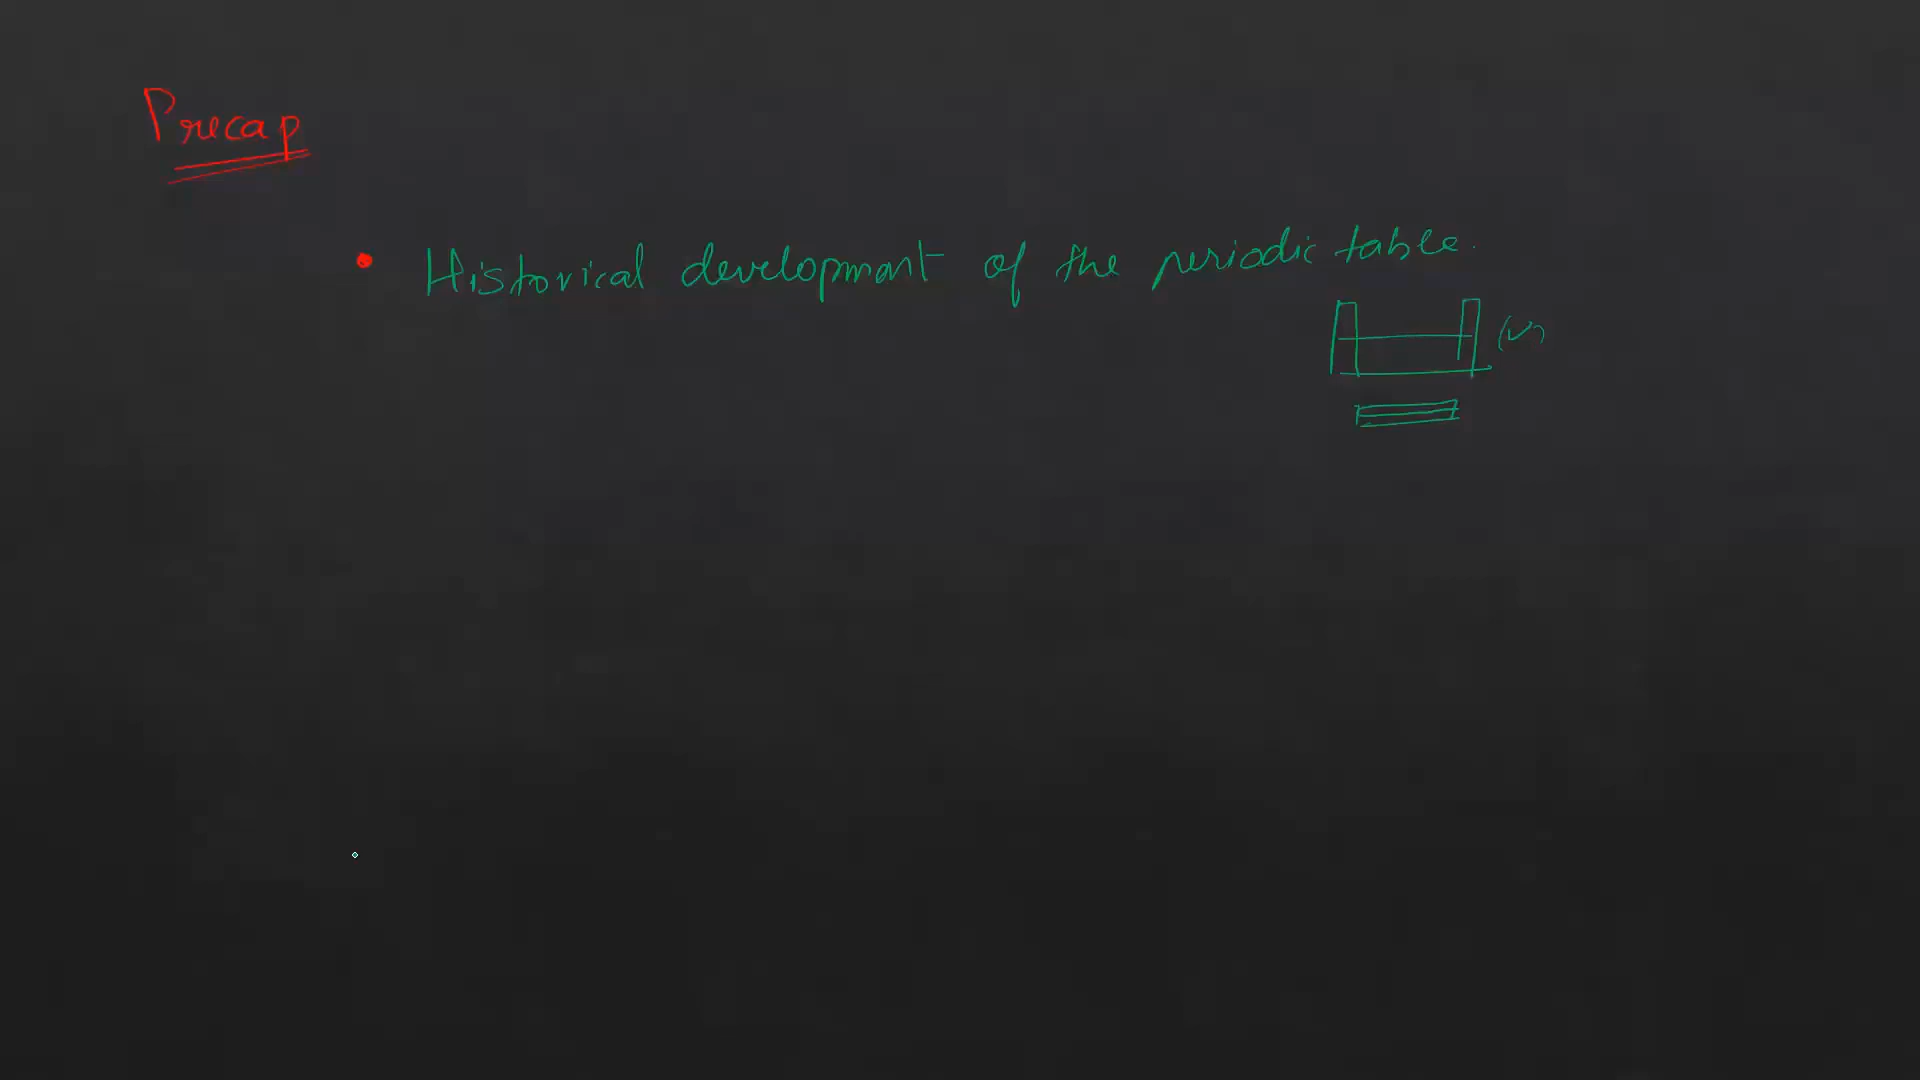 Precap
• Historical development of the periodic table.